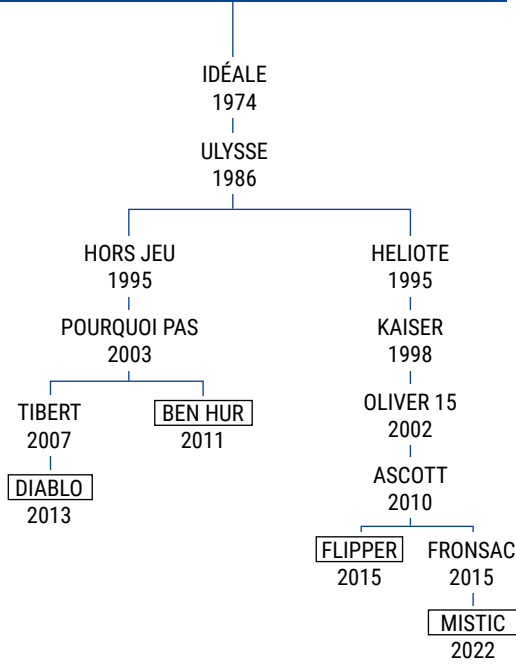 IDÉALE
1974
ULYSSE
1986
HORS JEU
1995
HELIOTE
1995
POURQUOI PAS
2003
KAISER
1998
TIBERT
2007
BEN HUR
2011
OLIVER 15
2002
DIABLO
2013
ASCOTT
2010
FLIPPER
2015
FRONSAC
2015
MISTIC
2022